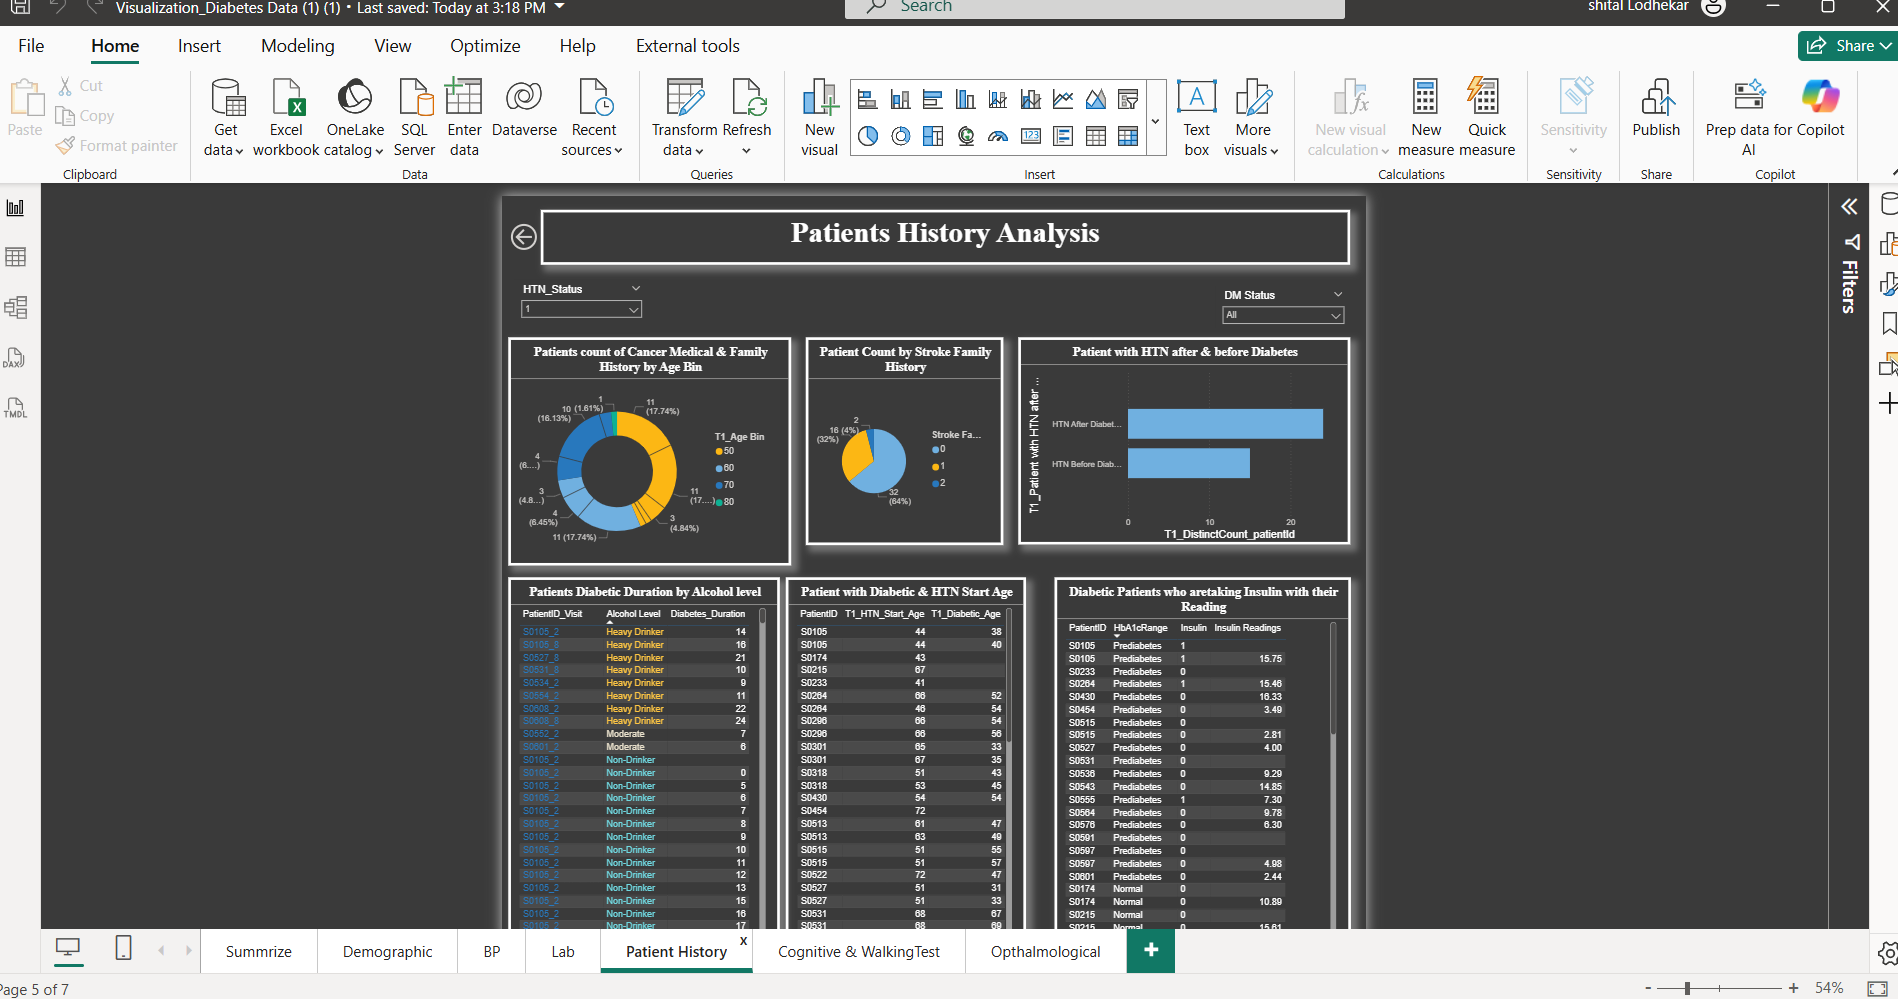 Visualization_Diabetes Data (1) (1) • Last saved: Today at 3:18 PM
Search
shital Lodhekar
File Home Insert Modeling View Optimize Help External tools
Share
Paste
Cut
Copy
Format painter
Clipboard
Get data
Excel workbook
OneLake catalog
SQL Server
Enter data
Dataverse
Recent sources
Data
Transform data
Refresh
Queries
New visual
Text box
More visuals
Insert
New visual calculation
New measure
Quick measure
Calculations
Sensitivity
Sensitivity
Publish
Share
Prep data for AI
Copilot
Copilot
DAX
TMDL
Filters
Patients History Analysis
HTN_Status
1
DM Status
All
Patients count of Cancer Medical & Family
History by Age Bin
1
(1.61%)
11
(17.74%)
10
(16.13%)
4
(6....)
3
(4.8...)
4
(6.45%)
11 (17.74%)
3
(4.84%)
11
(17....)
T1_Age Bin
50
60
70
80
Patient Count by Stroke Family
History
2
(4%)
16
(32%)
32
(64%)
Stroke Fa...
0
1
2
Patient with HTN after & before Diabetes
T1_Patient with HTN after ...
HTN After Diabet...
HTN Before Diab...
0 10 20
T1_DistinctCount_patientId
Patients Diabetic Duration by Alcohol level
PatientID_Visit Alcohol Level Diabetes_Duration
S0105_2 Heavy Drinker 14
S0105_8 Heavy Drinker 16
S0527_8 Heavy Drinker 21
S0531_8 Heavy Drinker 10
S0534_2 Heavy Drinker 9
S0554_2 Heavy Drinker 11
S0608_2 Heavy Drinker 22
S0608_8 Heavy Drinker 24
S0552_2 Moderate 7
S0601_2 Moderate 6
S0105_2 Non-Drinker
S0105_2 Non-Drinker 0
S0105_2 Non-Drinker 5
S0105_2 Non-Drinker 6
S0105_2 Non-Drinker 7
S0105_2 Non-Drinker 8
S0105_2 Non-Drinker 9
S0105_2 Non-Drinker 10
S0105_2 Non-Drinker 11
S0105_2 Non-Drinker 12
S0105_2 Non-Drinker 13
S0105_2 Non-Drinker 15
S0105_2 Non-Drinker 16
S0105_2 Non-Drinker 17
Patient with Diabetic & HTN Start Age
PatientID T1_HTN_Start_Age T1_Diabetic_Age
S0105 44 38
S0105 44 40
S0174 43
S0215 67
S0233 41
S0264 66 52
S0264 46 54
S0296 66 54
S0296 66 56
S0301 65 33
S0301 67 35
S0318 51 43
S0318 53 45
S0430 54 54
S0454 72
S0513 61 47
S0513 63 49
S0515 51 55
S0515 51 57
S0522 72 47
S0527 51 31
S0527 51 33
S0531 68 67
S0531 68 69
Diabetic Patients who aretaking Insulin with their
Reading
PatientID HbA1cRange Insulin Insulin Readings
S0105 Prediabetes 1
S0105 Prediabetes 1 15.75
S0233 Prediabetes 0
S0264 Prediabetes 1 15.46
S0430 Prediabetes 0 16.33
S0454 Prediabetes 0 3.49
S0515 Prediabetes 0
S0515 Prediabetes 0 2.81
S0527 Prediabetes 0 4.00
S0531 Prediabetes 0
S0536 Prediabetes 0 9.29
S0543 Prediabetes 0 14.85
S0555 Prediabetes 1 7.30
S0564 Prediabetes 0 9.78
S0576 Prediabetes 0 6.30
S0591 Prediabetes 0
S0597 Prediabetes 0
S0597 Prediabetes 0 4.98
S0601 Prediabetes 0 2.44
S0174 Normal 0
S0174 Normal 0 10.89
S0215 Normal 0
S0215 Normal 0 15.61
Summrize Demographic BP Lab Patient History X Cognitive & WalkingTest Opthalmological +
Page 5 of 7
- + 54%